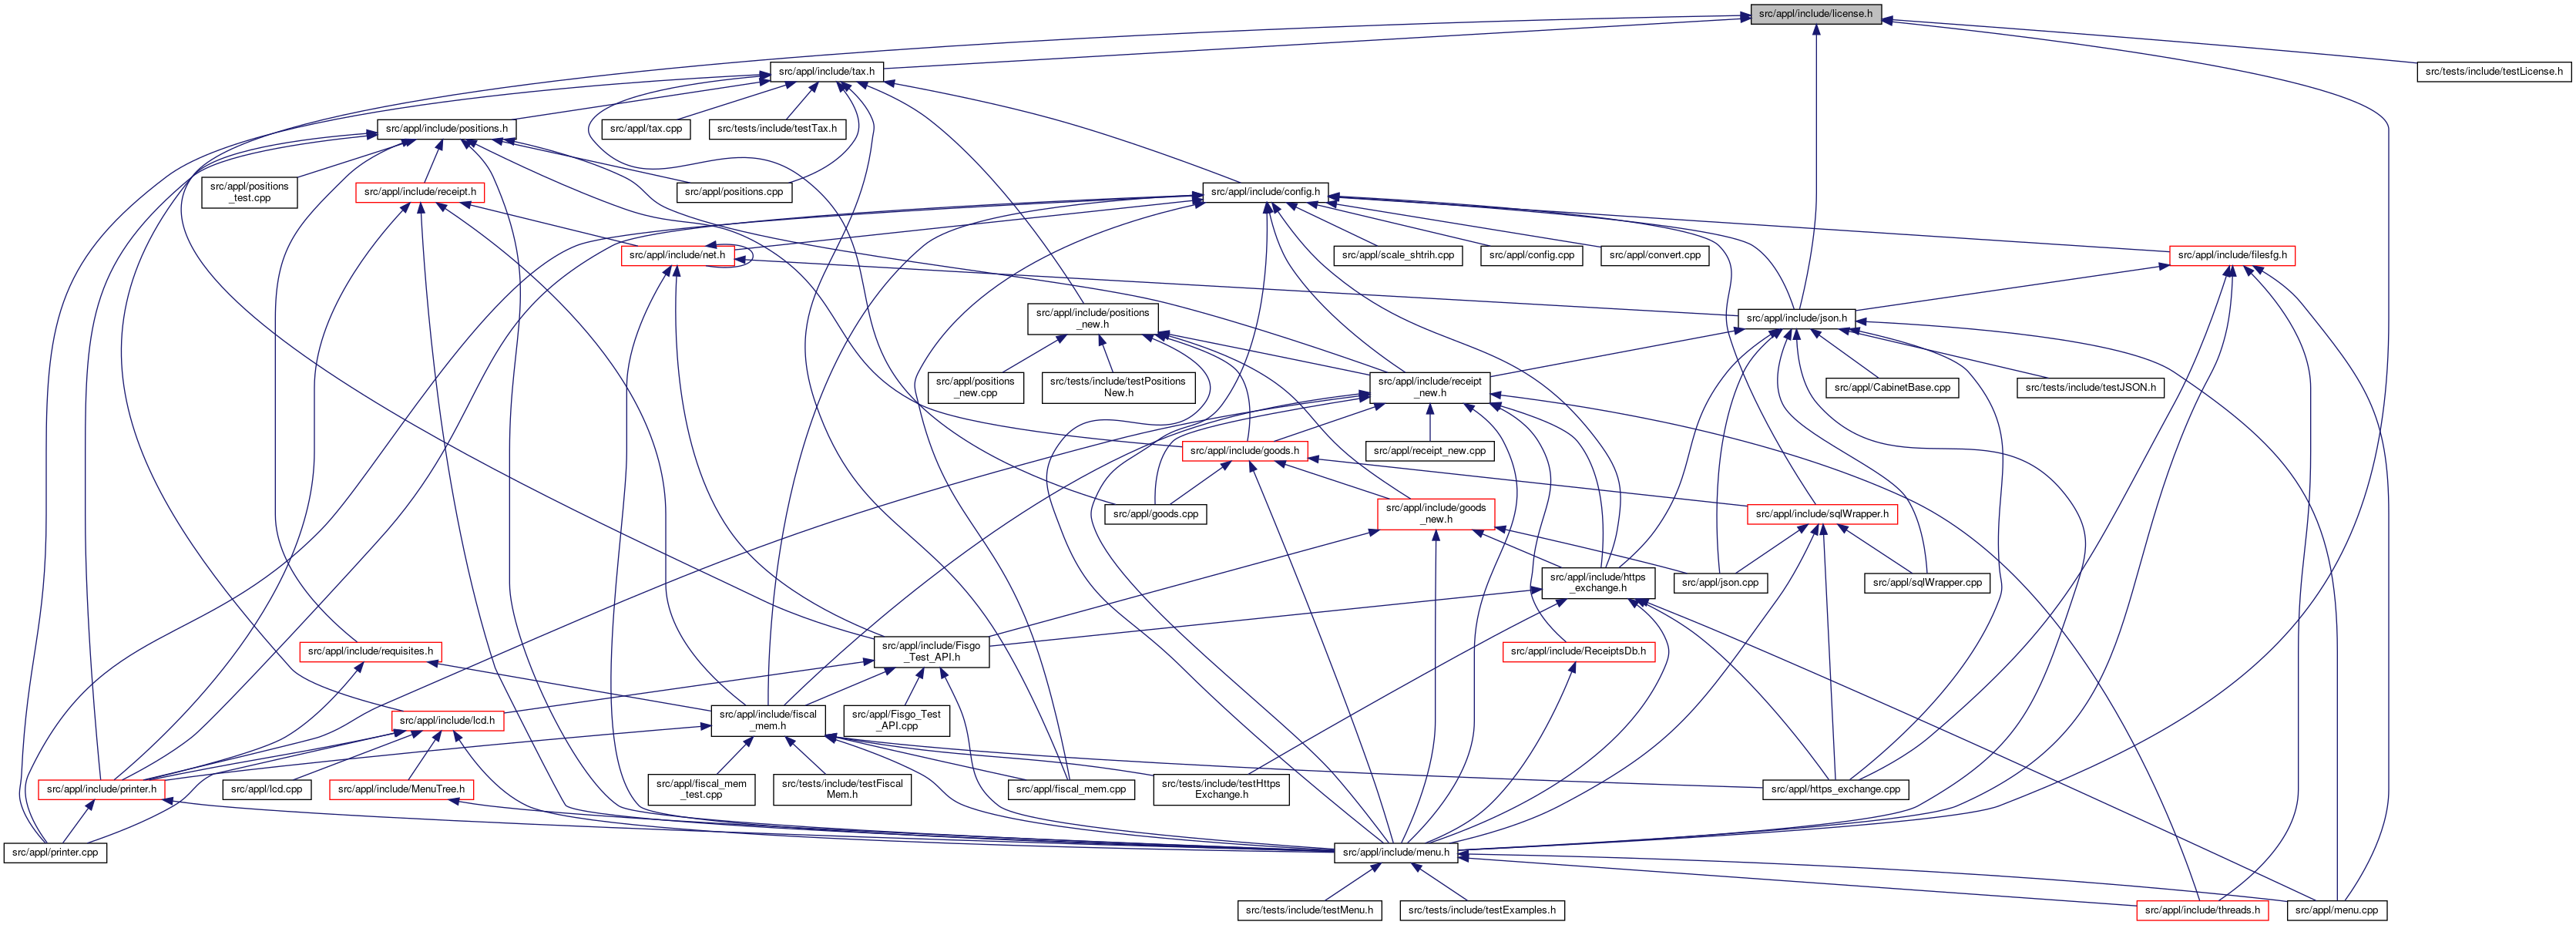 src/appl/include/license.h
src/appl/include/tax.h
src/tests/include/testLicense.h
src/appl/include/positions.h
src/appl/tax.cpp
src/tests/include/testTax.h
src/appl/positions
_test.cpp
src/appl/include/receipt.h
src/appl/positions.cpp
src/appl/include/config.h
src/appl/include/net.h
src/appl/scale_shtrih.cpp
src/appl/config.cpp
src/appl/convert.cpp
src/appl/include/filesfg.h
src/appl/include/positions
_new.h
src/appl/include/json.h
src/appl/positions
_new.cpp
src/tests/include/testPositions
New.h
src/appl/include/receipt
_new.h
src/appl/CabinetBase.cpp
src/tests/include/testJSON.h
src/appl/include/goods.h
src/appl/receipt_new.cpp
src/appl/goods.cpp
src/appl/include/goods
_new.h
src/appl/include/sqlWrapper.h
src/appl/include/https
_exchange.h
src/appl/json.cpp
src/appl/sqlWrapper.cpp
src/appl/include/requisites.h
src/appl/include/Fisgo
_Test_API.h
src/appl/include/ReceiptsDb.h
src/appl/include/lcd.h
src/appl/include/fiscal
_mem.h
src/appl/Fisgo_Test
_API.cpp
src/appl/include/printer.h
src/appl/lcd.cpp
src/appl/include/MenuTree.h
src/appl/fiscal_mem
_test.cpp
src/tests/include/testFiscal
Mem.h
src/appl/fiscal_mem.cpp
src/tests/include/testHttps
Exchange.h
src/appl/https_exchange.cpp
src/appl/printer.cpp
src/appl/include/menu.h
src/tests/include/testMenu.h
src/tests/include/testExamples.h
src/appl/include/threads.h
src/appl/menu.cpp